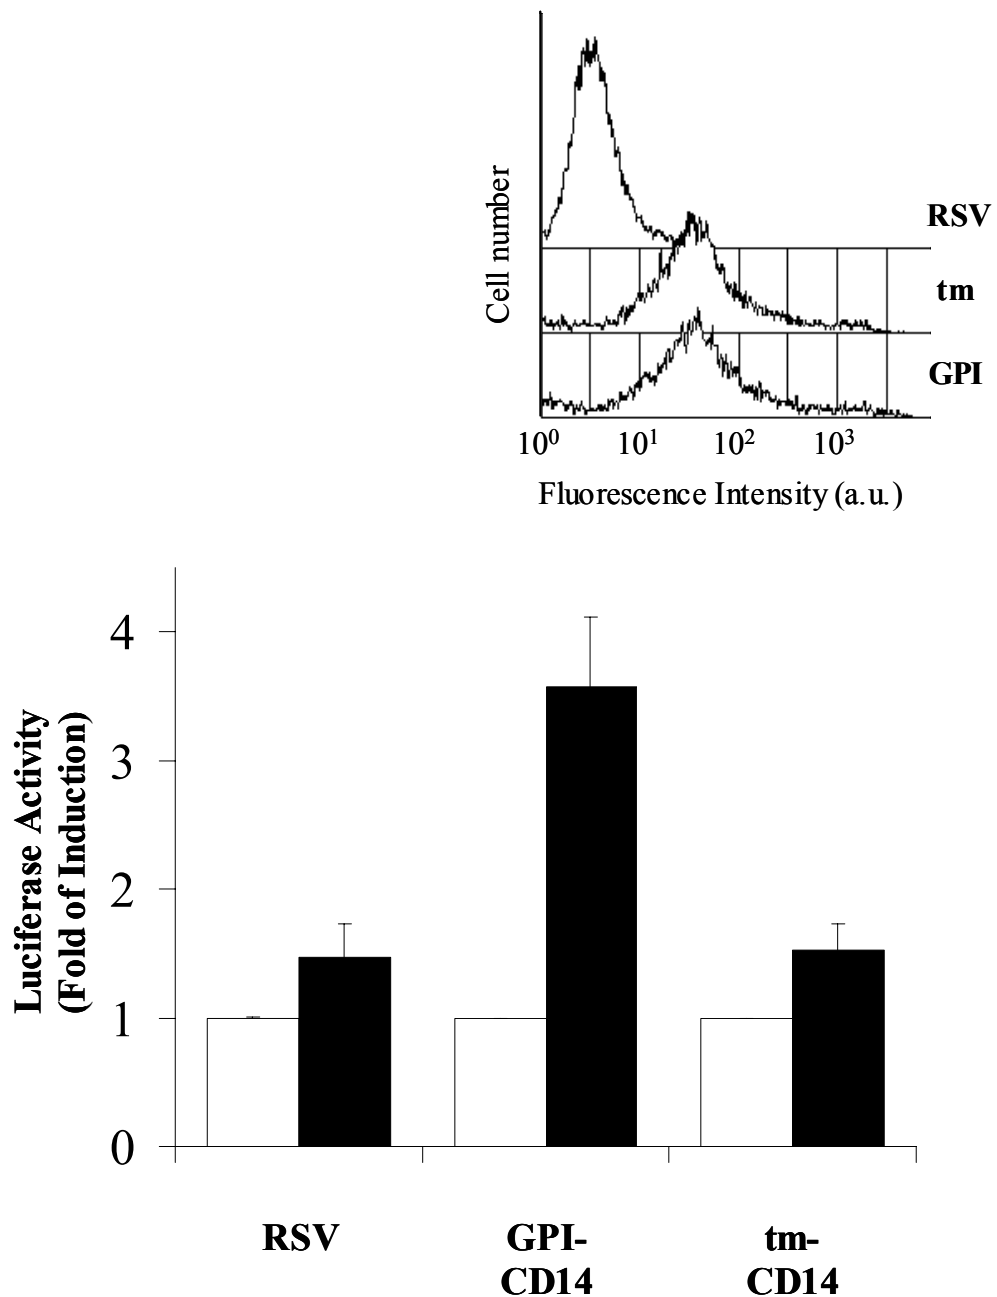 Cell number
RSV
tm
GPI
10⁰ 10¹ 10² 10³
Fluorescence Intensity (a.u.)
Luciferase Activity
(Fold of Induction)
4
3
2
1
0
RSV
GPI-
CD14
tm-
CD14